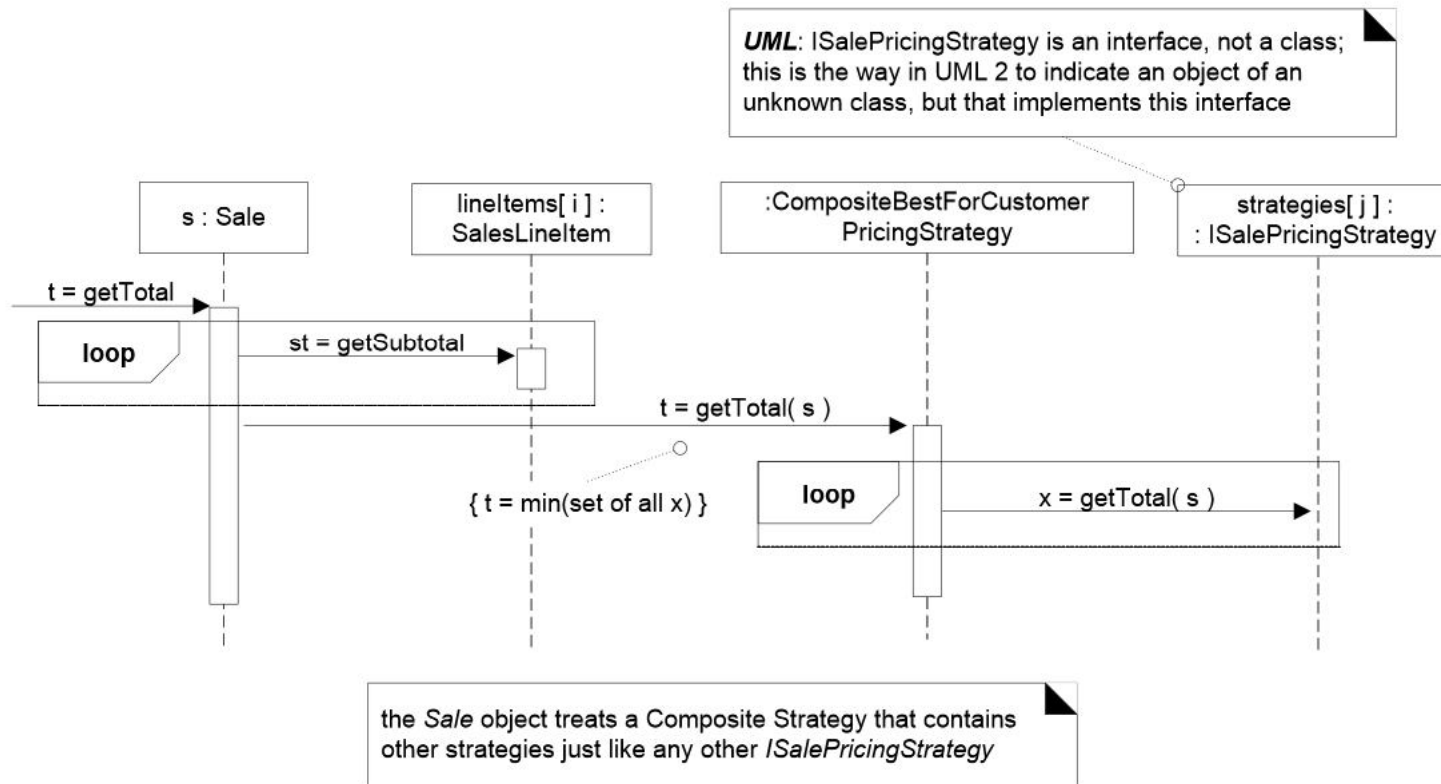 UML: ISalePricingStrategy is an interface, not a class;
this is the way in UML 2 to indicate an object of an
unknown class, but that implements this interface
s : Sale
lineItems[ i ] :
SalesLineItem
:CompositeBestForCustomer
PricingStrategy
strategies[ j ] :
: ISalePricingStrategy
t = getTotal
loop
st = getSubtotal
t = getTotal( s )
{ t = min(set of all x) }
loop
x = getTotal( s )
the Sale object treats a Composite Strategy that contains
other strategies just like any other ISalePricingStrategy